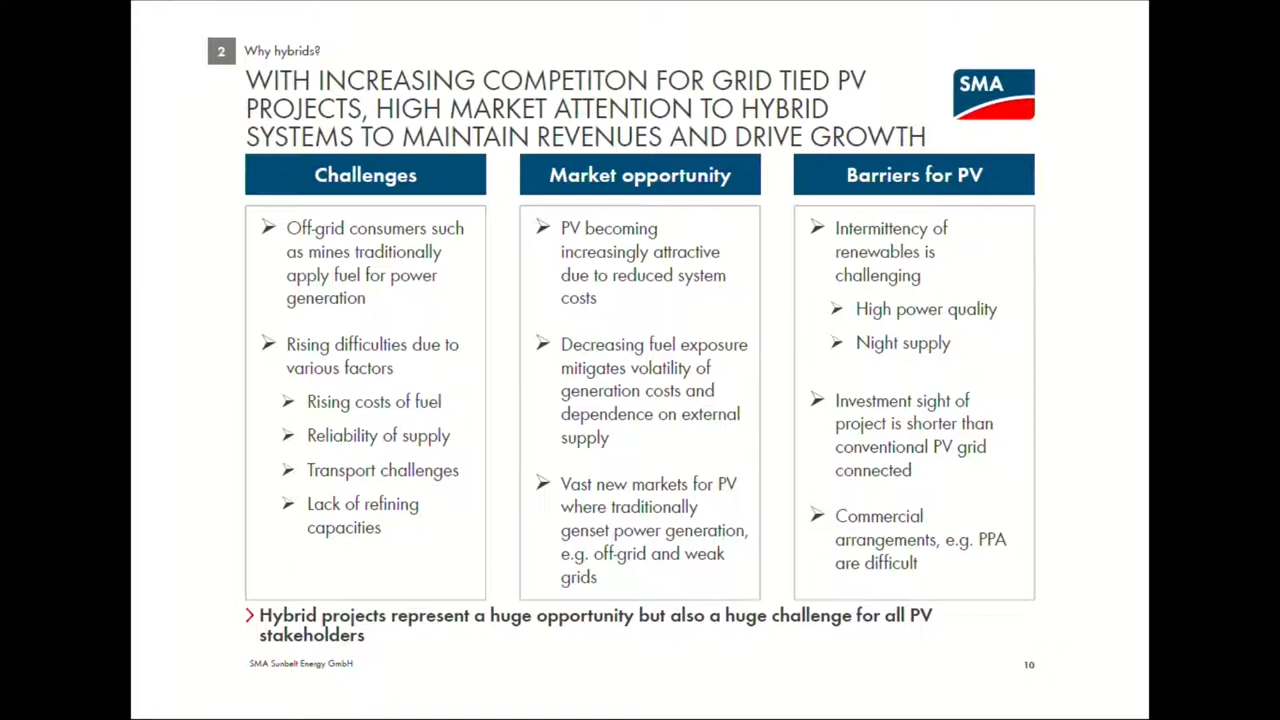 2
Why hybrids?
WITH INCREASING COMPETITON FOR GRID TIED PV
PROJECTS, HIGH MARKET ATTENTION TO HYBRID
SYSTEMS TO MAINTAIN REVENUES AND DRIVE GROWTH
SMA
Challenges
Off-grid consumers such
as mines traditionally
apply fuel for power
generation
Rising difficulties due to
various factors
Rising costs of fuel
Reliability of supply
Transport challenges
Lack of refining
capacities
Market opportunity
PV becoming
increasingly attractive
due to reduced system
costs
Decreasing fuel exposure
mitigates volatility of
generation costs and
dependence on external
supply
Vast new markets for PV
where traditionally
genset power generation,
e.g. off-grid and weak
grids
Barriers for PV
Intermittency of
renewables is
challenging
High power quality
Night supply
Investment sight of
project is shorter than
conventional PV grid
connected
Commercial
arrangements, e.g. PPA
are difficult
Hybrid projects represent a huge opportunity but also a huge challenge for all PV
stakeholders
SMA Sunbelt Energy GmbH
10